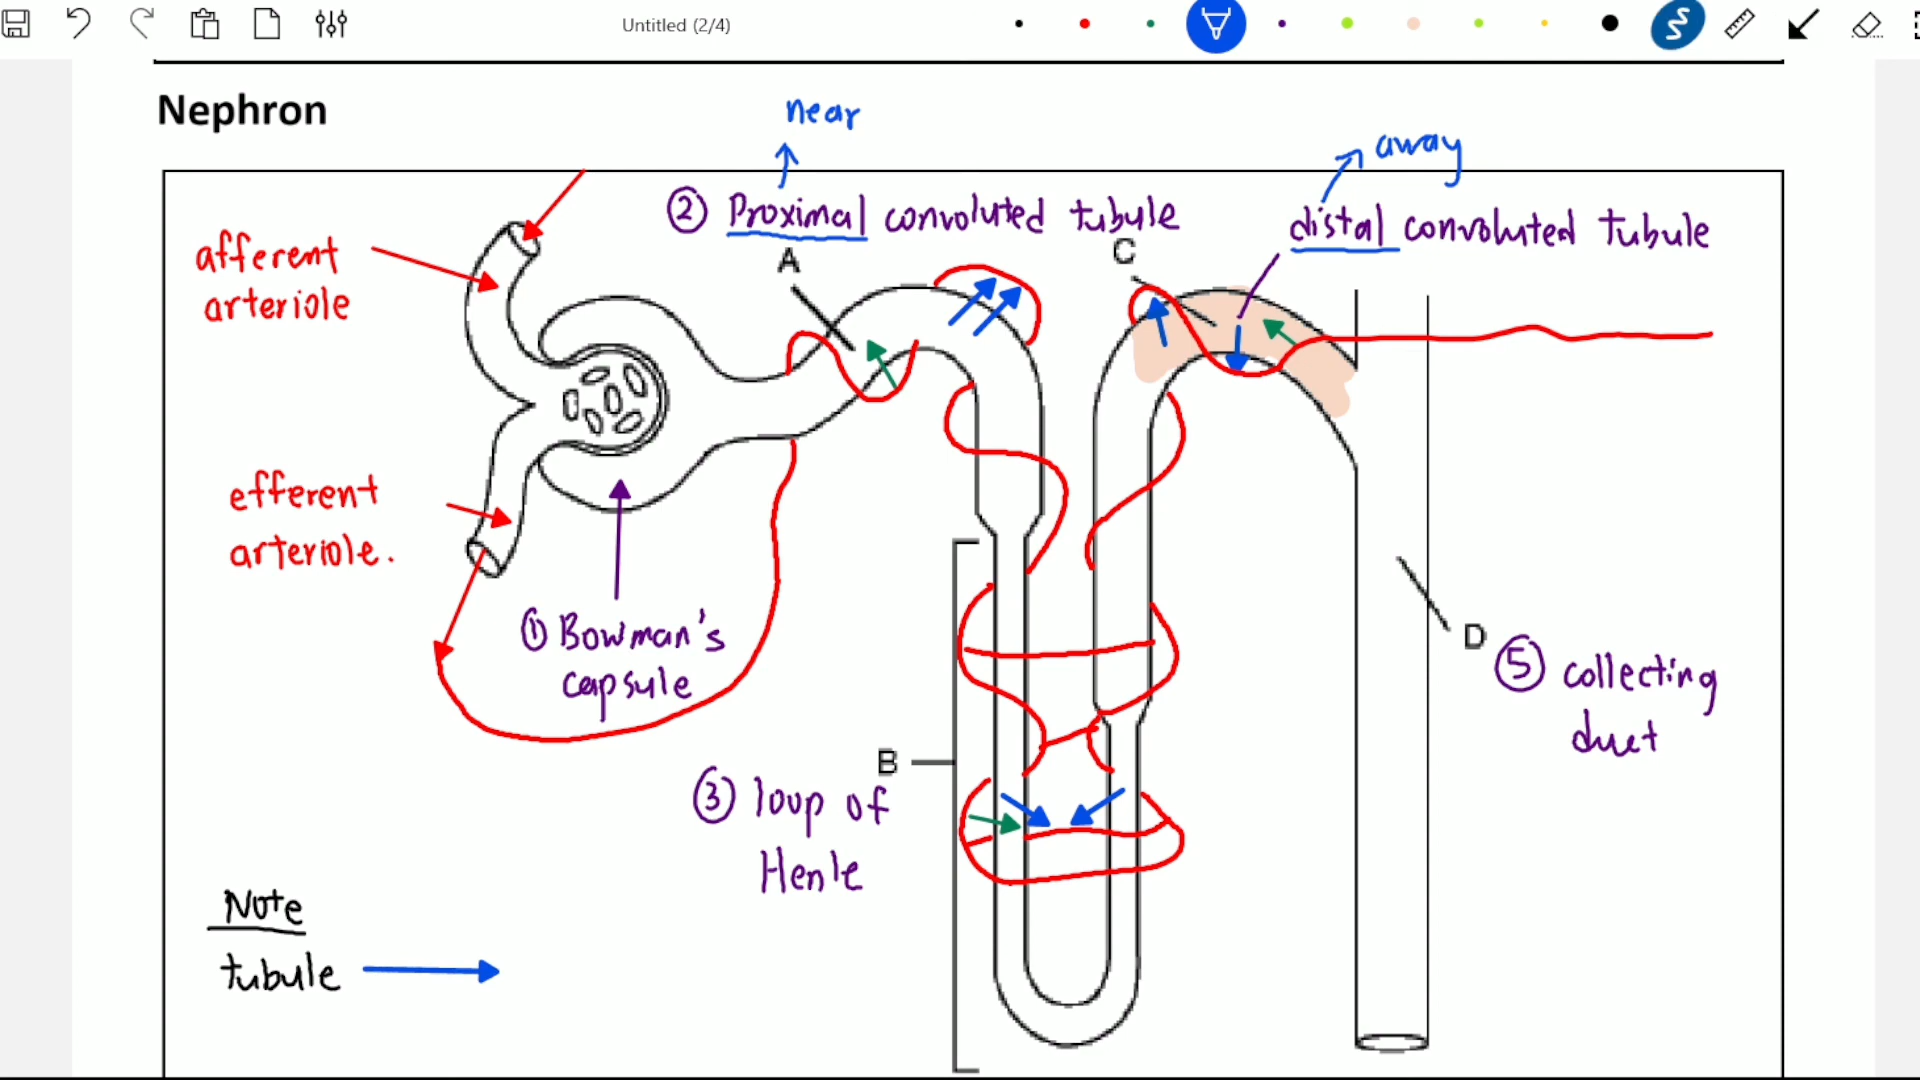 Untitled (2/4)
Nephron
near
away
② Proximal convoluted tubule
distal convoluted tubule
A
C
afferent
arteriole
efferent
arteriole.
① Bowman's
capsule
D
⑤ collecting
duct
B
③ loop of
Henle
Note
tubule